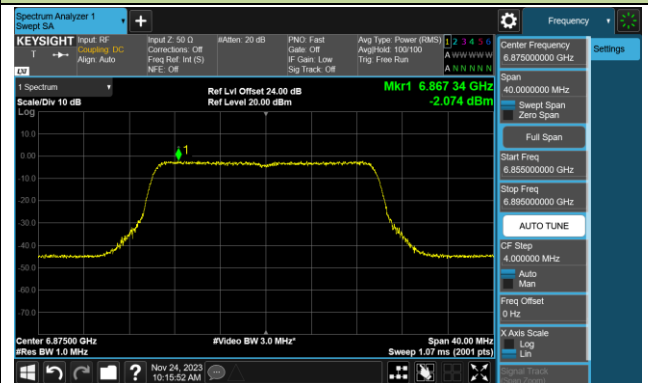 Spectrum Analyzer 1
Swept SA
+
Frequency
KEYSIGHT
Input: RF
Coupling: DC
Align: Auto
Input Z: 50 Ω
Corrections: Off
Freq Ref: Int (S)
NFE: Off
#Atten: 20 dB
PNO: Fast
Gate: Off
IF Gain: Low
Sig Track: Off
Avg Type: Power (RMS)
Avg|Hold: 100/100
Trig: Free Run
1 2 3 4 5 6
A W W W W W
A N N N N N
T
LXI
1 Spectrum
Scale/Div 10 dB
Log
Ref Lvl Offset 24.00 dB
Ref Level 20.00 dBm
Mkr1 6.867 34 GHz
-2.074 dBm
10.0
0.00
-10.0
-20.0
-30.0
-40.0
-50.0
-60.0
-70.0
1
Center 6.87500 GHz
#Res BW 1.0 MHz
#Video BW 3.0 MHz*
Span 40.00 MHz
Sweep 1.07 ms (2001 pts)
?
Nov 24, 2023
10:15:52 AM
Center Frequency
6.875000000 GHz
Span
40.0000000 MHz
Swept Span
Zero Span
Full Span
Start Freq
6.855000000 GHz
Stop Freq
6.895000000 GHz
AUTO TUNE
CF Step
4.000000 MHz
Auto
Man
Freq Offset
0 Hz
X Axis Scale
Log
Lin
Signal Track
(Span Zoom)
Settings